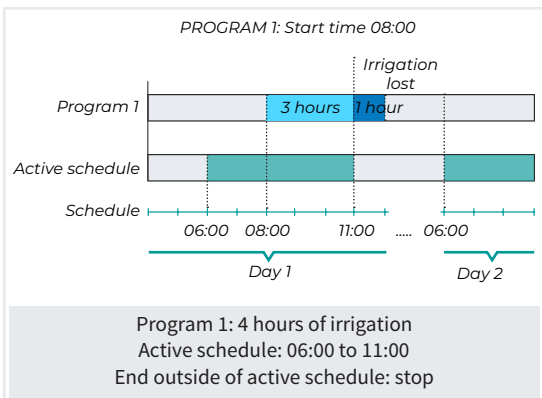 PROGRAM 1: Start time 08:00
Irrigation
lost
Program 1
3 hours
1 hour
Active schedule
Schedule
06:00 08:00 11:00 ..... 06:00
Day 1 Day 2
Program 1: 4 hours of irrigation
Active schedule: 06:00 to 11:00
End outside of active schedule: stop